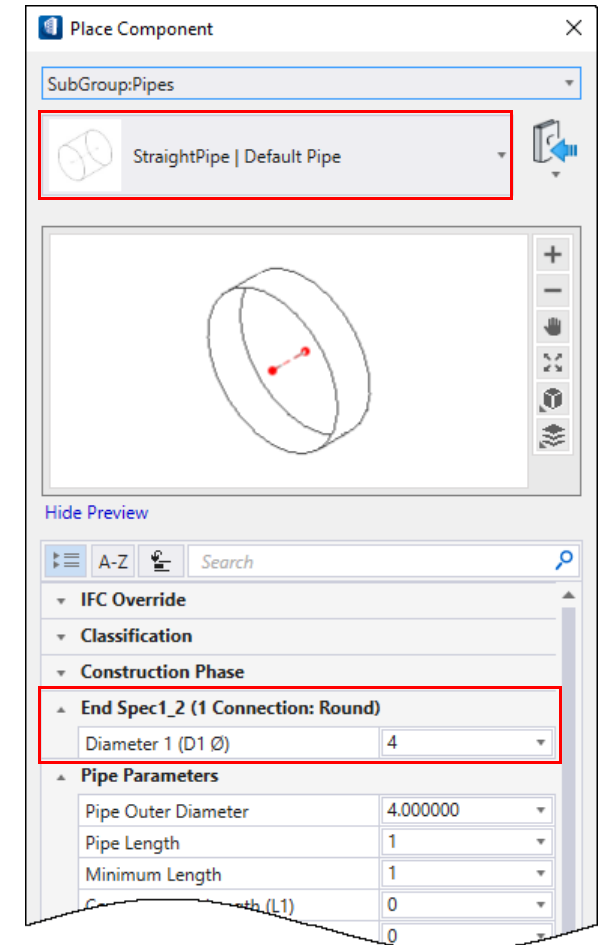 Place Component
SubGroup:Pipes
StraightPipe | Default Pipe
Hide Preview
A-Z Search
IFC Override
Classification
Construction Phase
End Spec1_2 (1 Connection: Round)
Diameter 1 (D1 Ø) 4
Pipe Parameters
Pipe Outer Diameter 4.000000
Pipe Length 1
Minimum Length 1
(L1) 0
0